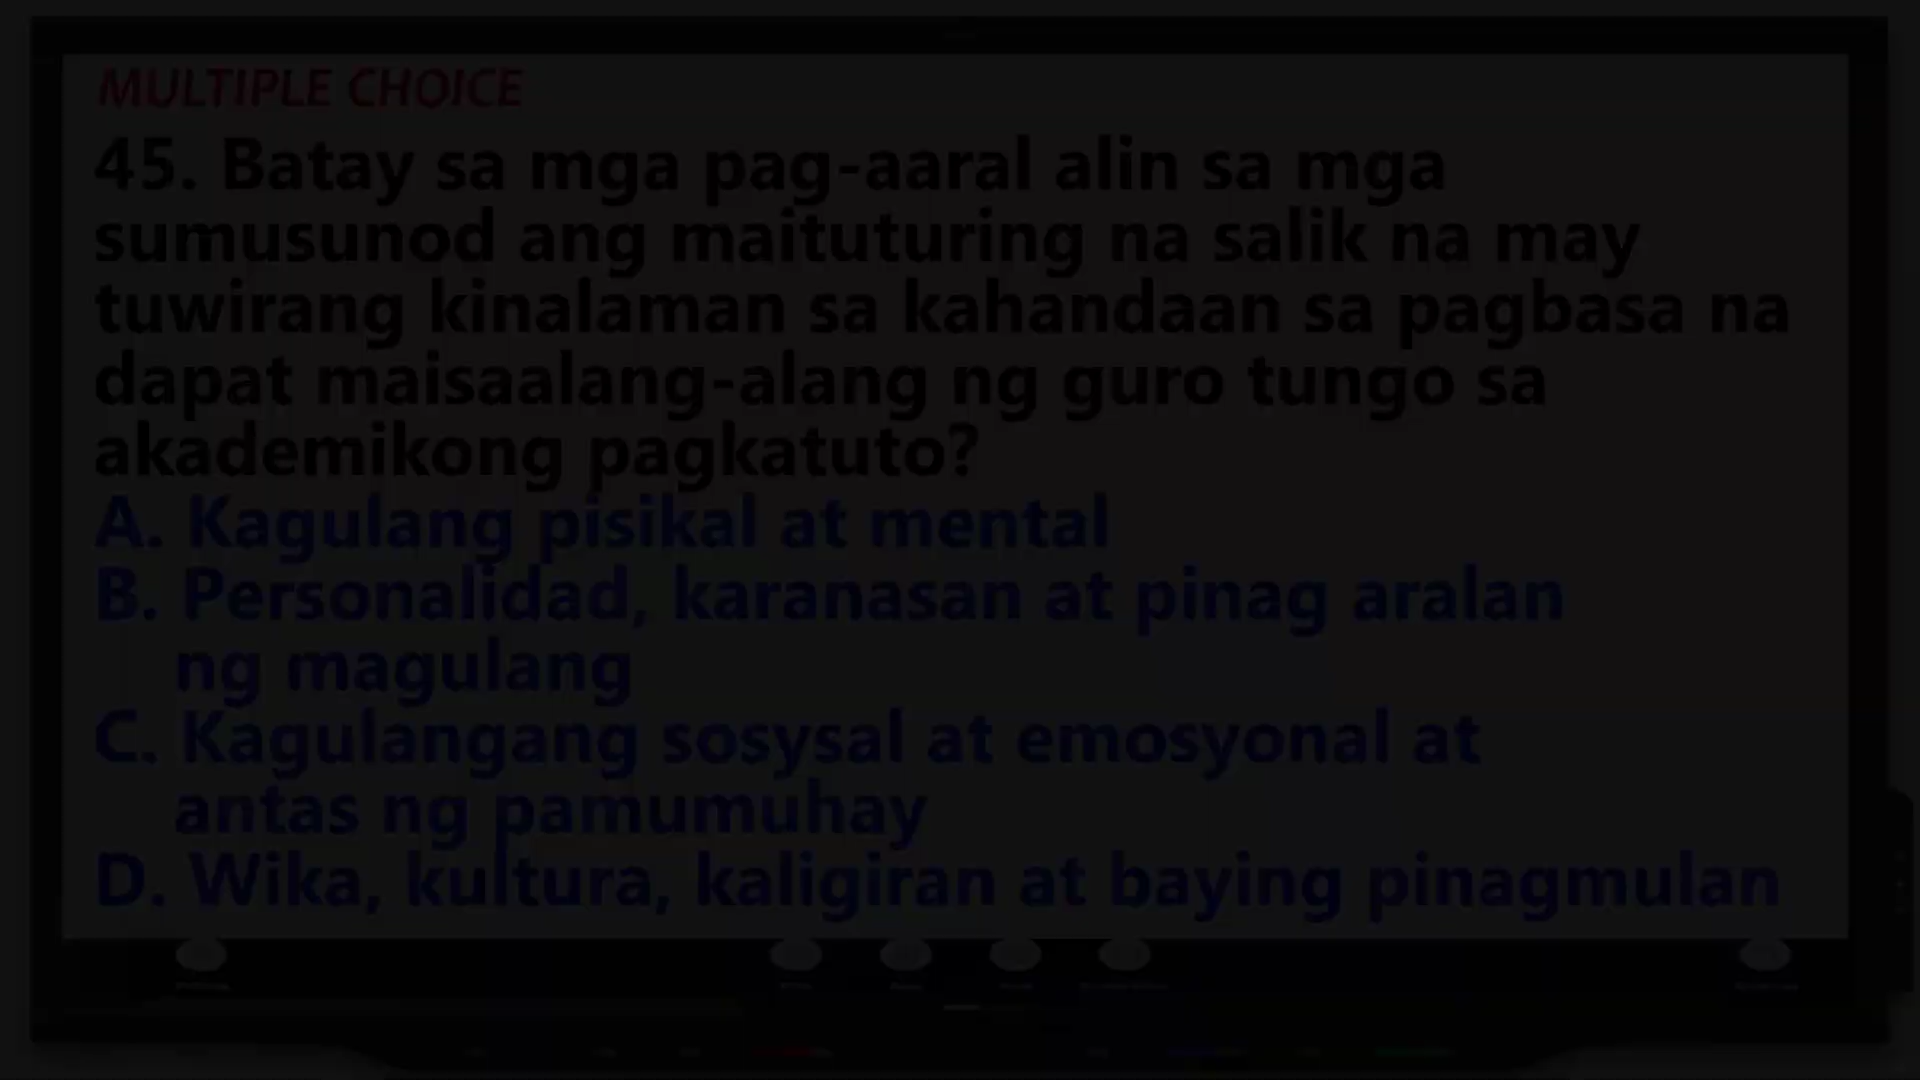 MULTIPLE CHOICE
45. Batay sa mga pag-aaral alin sa mga
sumusunod ang maituturing na salik na may
tuwirang kinalaman sa kahandaan sa pagbasa na
dapat maisaalang-alang ng guro tungo sa
akademikong pagkatuto?
A. Kagulang pisikal at mental
B. Personalidad, karanasan at pinag aralan
ng magulang
C. Kagulangang sosysal at emosyonal at
antas ng pamumuhay
D. Wika, kultura, kaligiran at baying pinagmulan